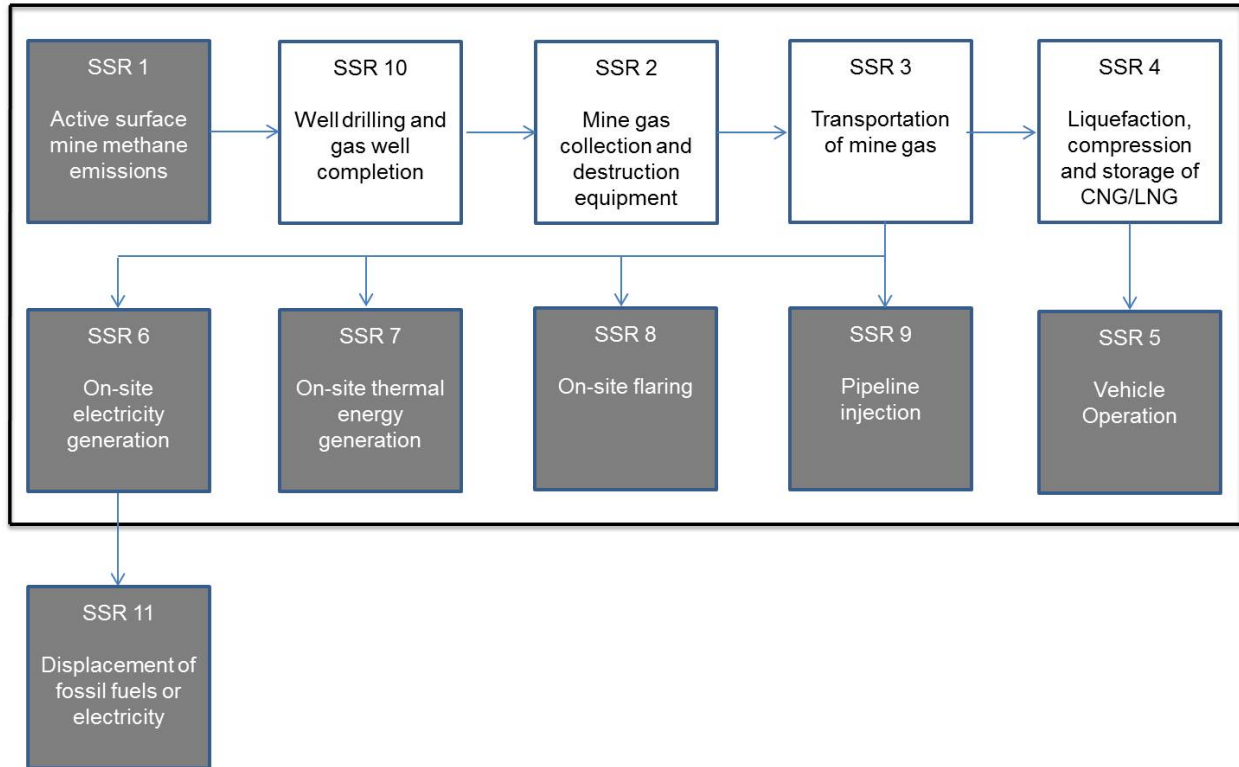 SSR 1
Active surface
mine methane
emissions
SSR 10
Well drilling and
gas well
completion
SSR 2
Mine gas
collection and
destruction
equipment
SSR 3
Transportation
of mine gas
SSR 4
Liquefaction,
compression
and storage of
CNG/LNG
SSR 6
On-site
electricity
generation
SSR 7
On-site thermal
energy
generation
SSR 8
On-site flaring
SSR 9
Pipeline
injection
SSR 5
Vehicle
Operation
SSR 11
Displacement of
fossil fuels or
electricity